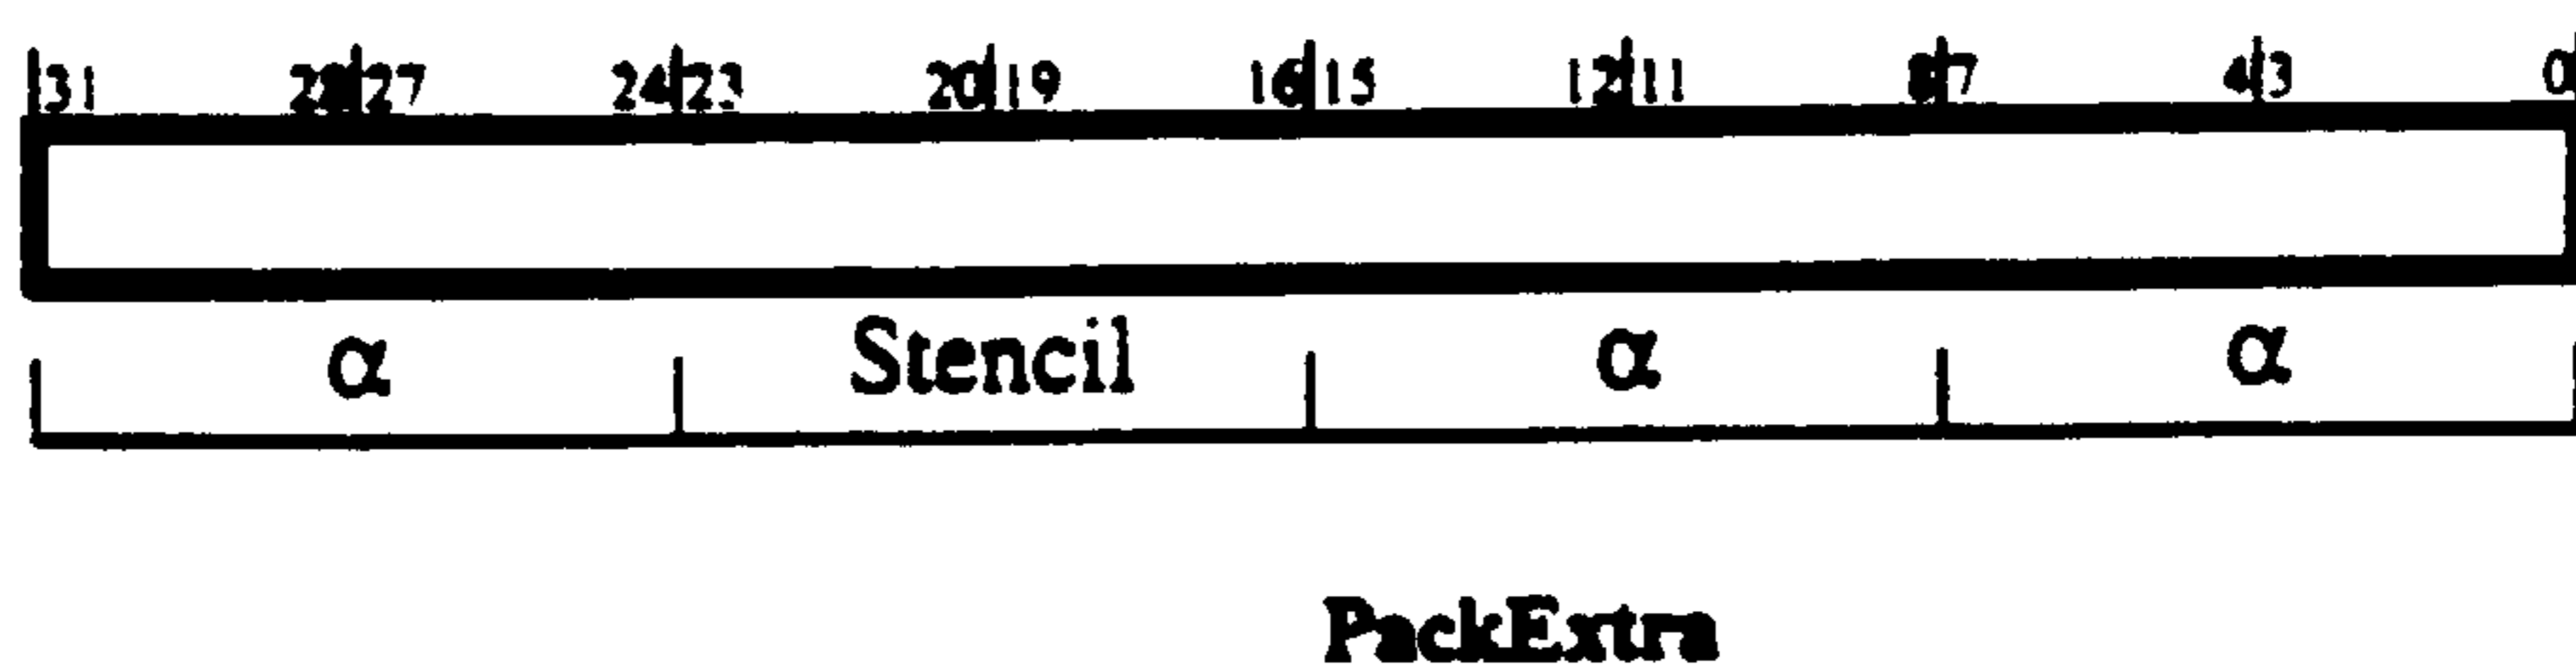 31 28 27 24 23 20 19 16 15 12 11 8 7 4 3 0
α Stencil α α
PackExtra